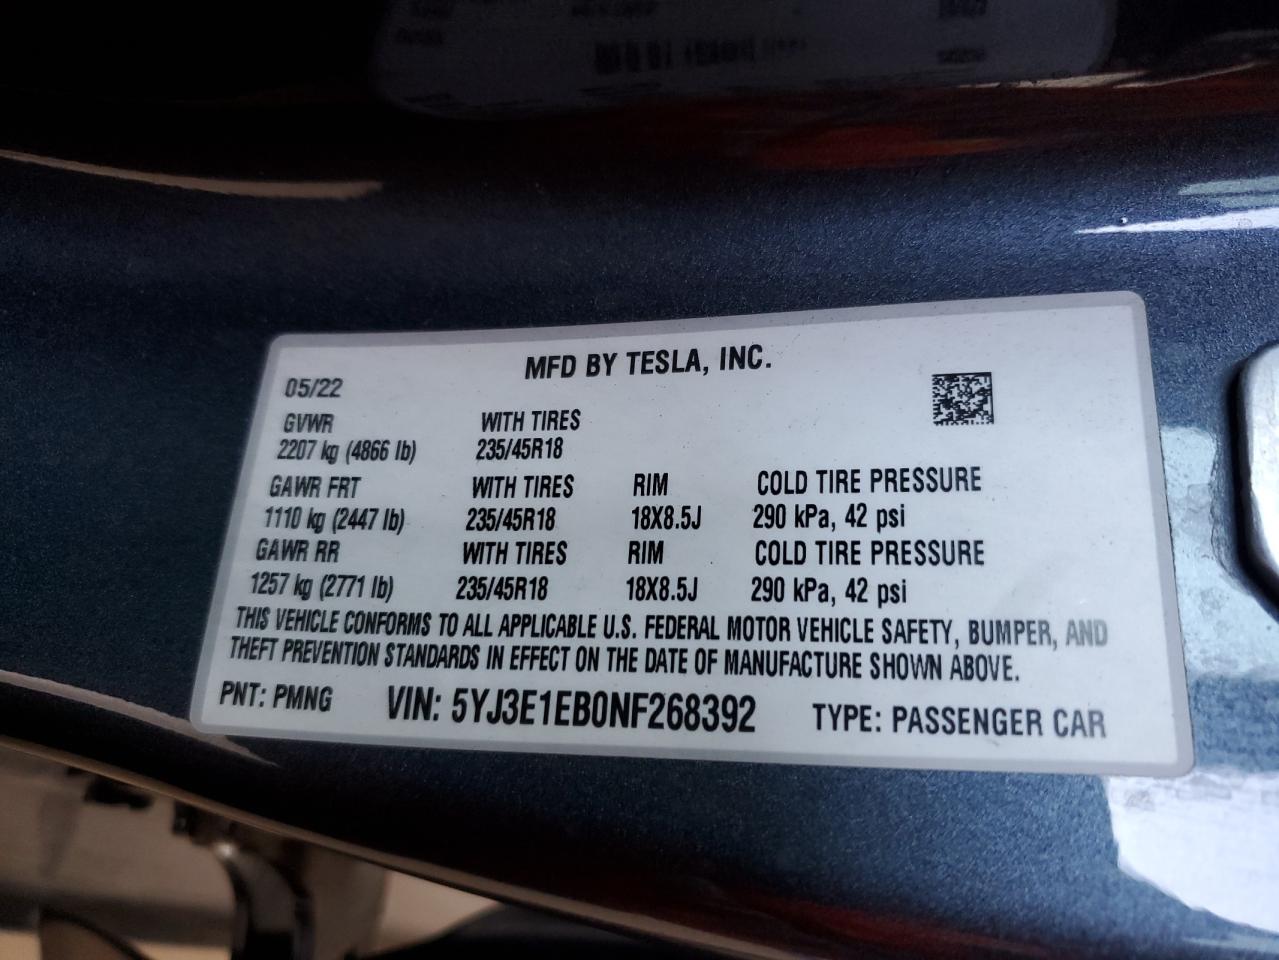 MFD BY TESLA, INC.
05/22
GVWR WITH TIRES
2207 kg (4866 lb) 235/45R18
GAWR FRT WITH TIRES RIM COLD TIRE PRESSURE
1110 kg (2447 lb) 235/45R18 18X8.5J 290 kPa, 42 psi
GAWR RR WITH TIRES RIM COLD TIRE PRESSURE
1257 kg (2771 lb) 235/45R18 18X8.5J 290 kPa, 42 psi
THIS VEHICLE CONFORMS TO ALL APPLICABLE U.S. FEDERAL MOTOR VEHICLE SAFETY, BUMPER, AND
THEFT PREVENTION STANDARDS IN EFFECT ON THE DATE OF MANUFACTURE SHOWN ABOVE.
PNT: PMNG VIN: 5YJ3E1EB0NF268392 TYPE: PASSENGER CAR